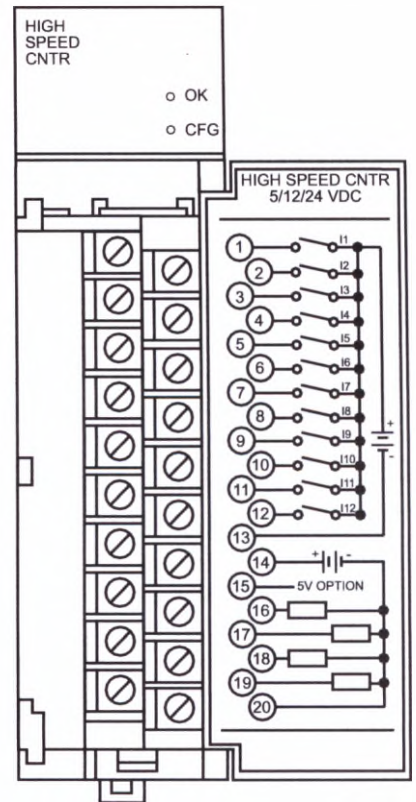 HIGH
SPEED
CNTR
OK
CFG
HIGH SPEED CNTR
5/12/24 VDC
1 I1
2 I2
3 I3
4 I4
5 I5
6 I6
7 I7
8 I8
9 I9
10 I10
11 I11
12 I12
+
-
13
14 + -
15 5V OPTION
16
17
18
19
20